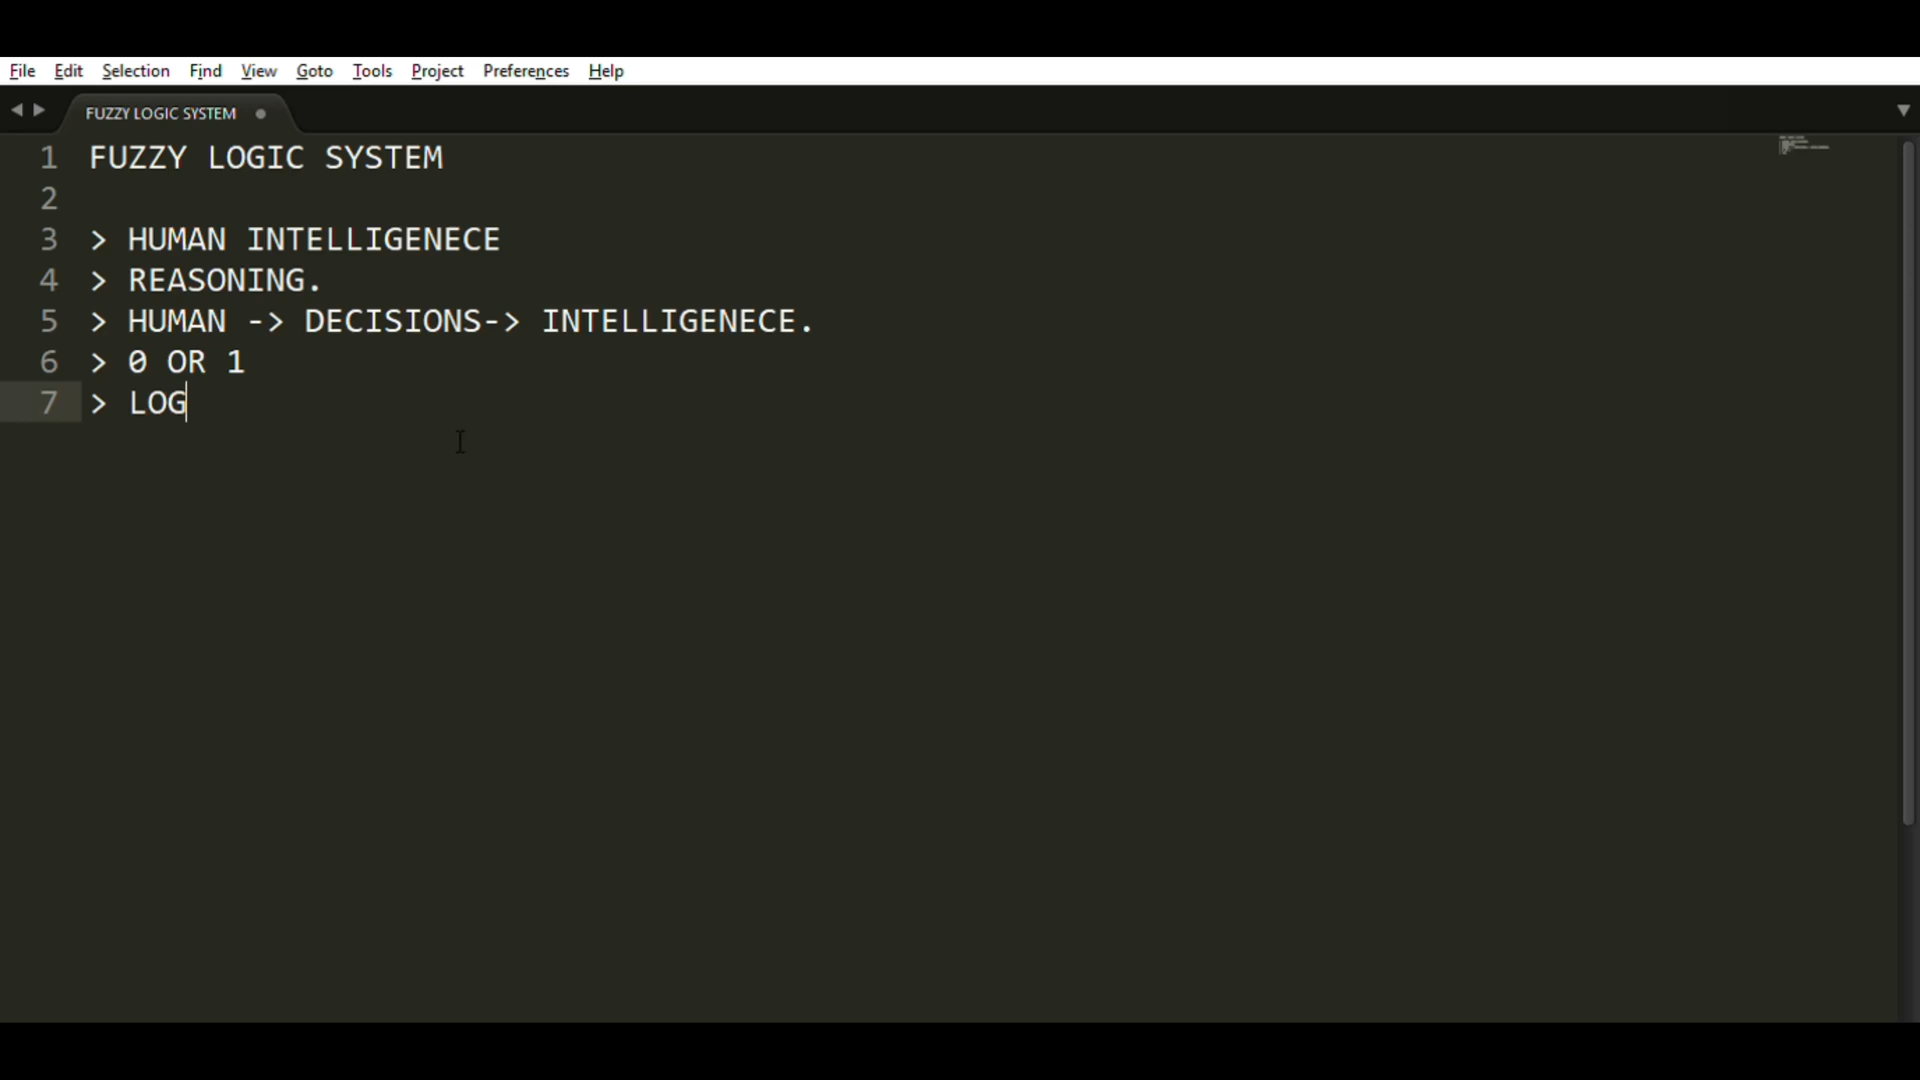 File Edit Selection Find View Goto Tools Project Preferences Help
FUZZY LOGIC SYSTEM
1 FUZZY LOGIC SYSTEM
2
3 > HUMAN INTELLIGENECE
4 > REASONING.
5 > HUMAN -> DECISIONS-> INTELLIGENECE.
6 > 0 OR 1
7 > LOG